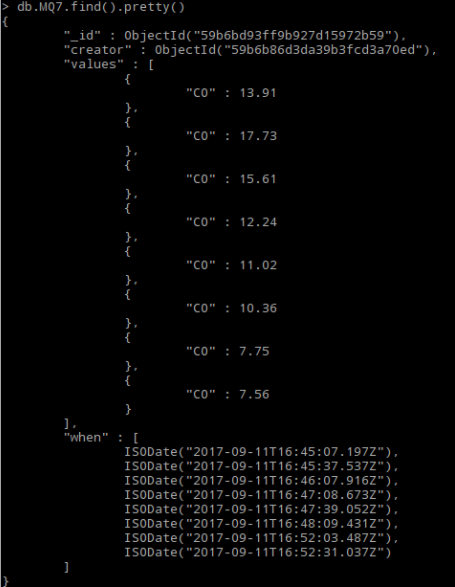 > db.MQ7.find().pretty()
{
"_id" : ObjectId("59b6bd93ff9b927d15972b59"),
"creator" : ObjectId("59b6b86d3da39b3fcd3a70ed"),
"values" : [
{
"CO" : 13.91
},
{
"CO" : 17.73
},
{
"CO" : 15.61
},
{
"CO" : 12.24
},
{
"CO" : 11.02
},
{
"CO" : 10.36
},
{
"CO" : 7.75
},
{
"CO" : 7.56
}
],
"when" : [
ISODate("2017-09-11T16:45:07.197Z"),
ISODate("2017-09-11T16:45:37.537Z"),
ISODate("2017-09-11T16:46:07.916Z"),
ISODate("2017-09-11T16:47:08.673Z"),
ISODate("2017-09-11T16:47:39.052Z"),
ISODate("2017-09-11T16:48:09.431Z"),
ISODate("2017-09-11T16:52:03.487Z"),
ISODate("2017-09-11T16:52:31.037Z")
]
}